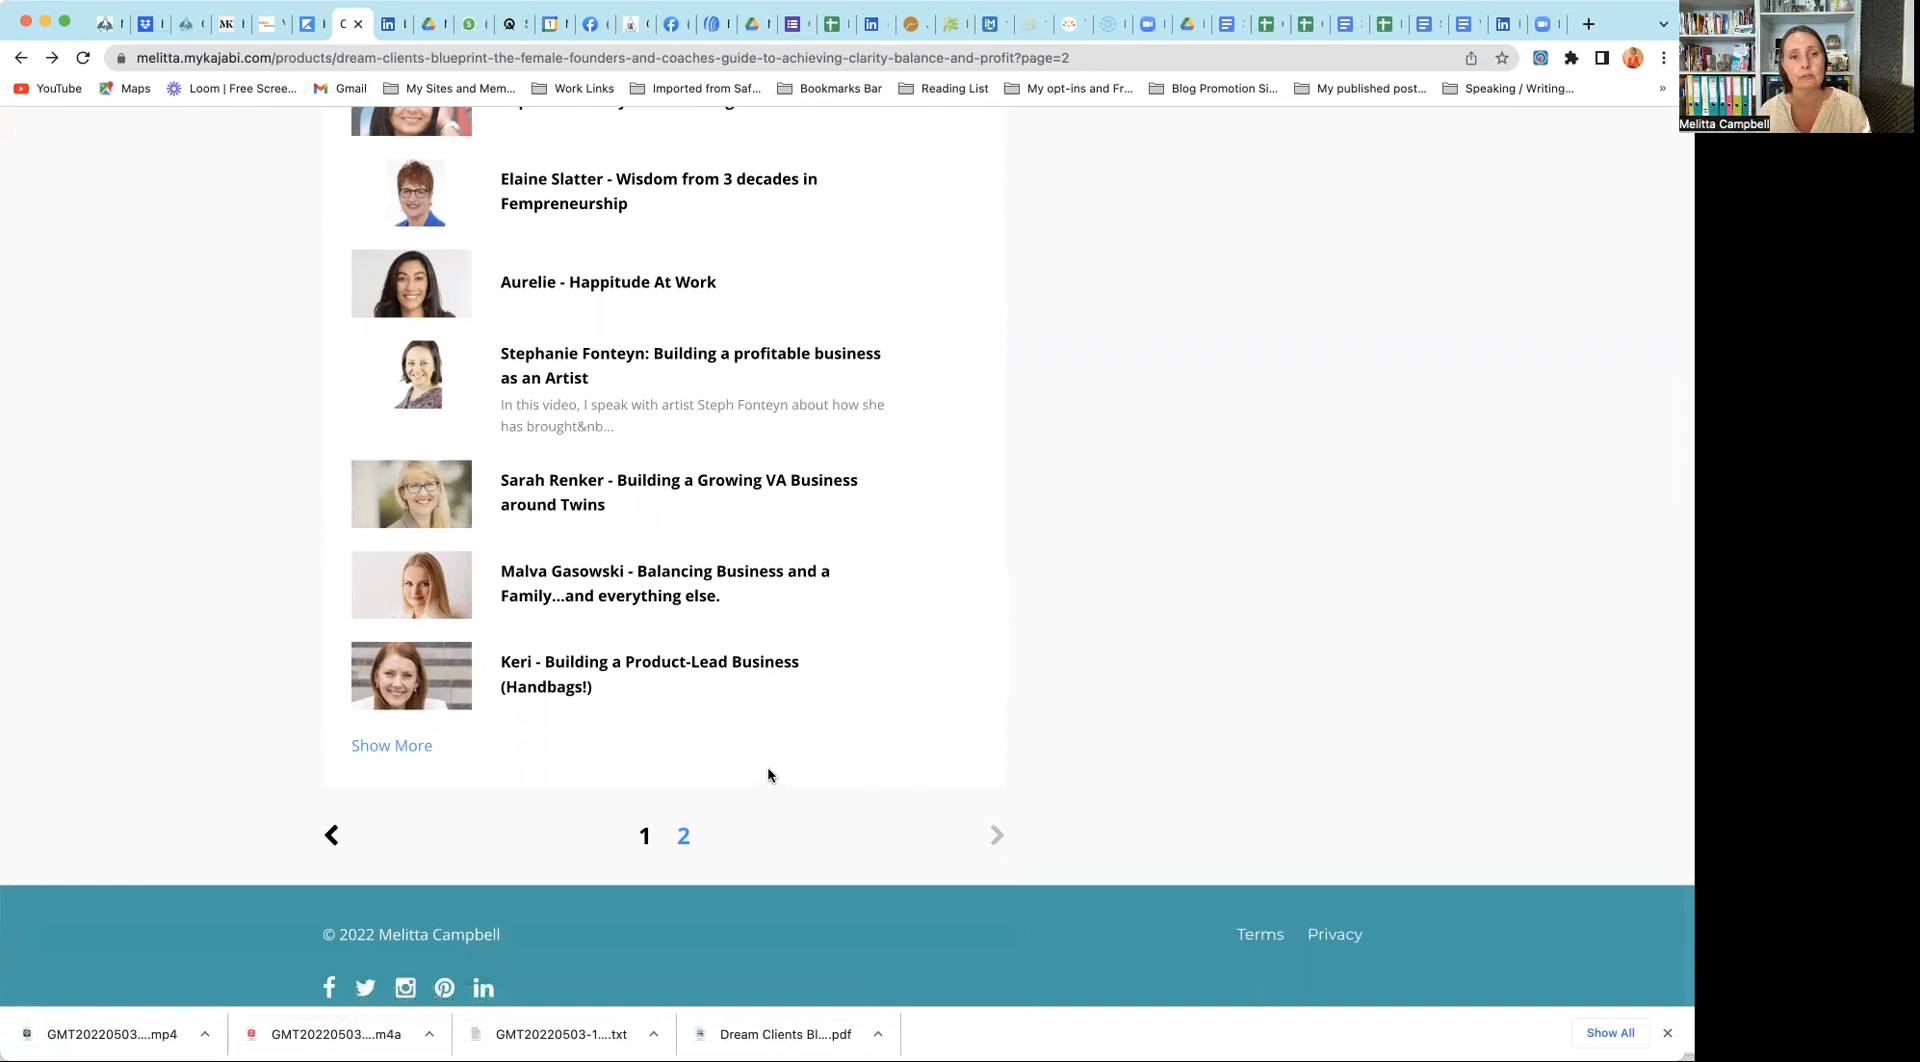 melitta.mykajabi.com/products/dream-clients-blueprint-the-female-founders-and-coaches-guide-to-achieving-clarity-balance-and-profit?page=2
YouTube Maps Loom | Free Scree... Gmail My Sites and Mem... Work Links Imported from Saf... Bookmarks Bar Reading List My opt-ins and Fr... Blog Promotion Si... My published post... Speaking / Writing... »
Melitta Campbell
Elaine Slatter - Wisdom from 3 decades in
Fempreneurship
Aurelie - Happitude At Work
Stephanie Fonteyn: Building a profitable business
as an Artist
In this video, I speak with artist Steph Fonteyn about how she
has brought&nb...
Sarah Renker - Building a Growing VA Business
around Twins
Malva Gasowski - Balancing Business and a
Family...and everything else.
Keri - Building a Product-Lead Business
(Handbags!)
Show More
1 2
© 2022 Melitta Campbell
Terms Privacy
GMT20220503....mp4 GMT20220503....m4a GMT20220503-1....txt Dream Clients Bl....pdf Show All